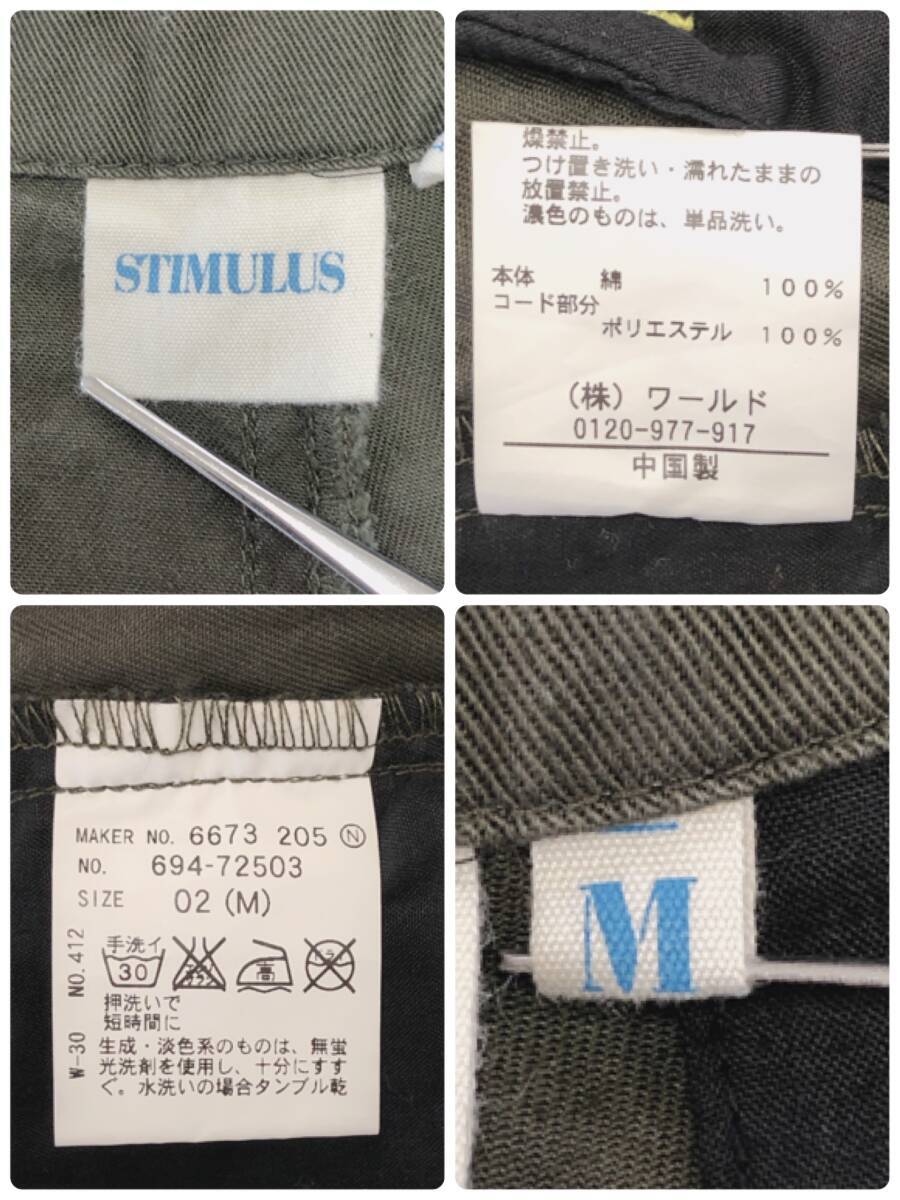 STIMULUS
燥禁止。
つけ置き洗い・濡れたままの
放置禁止。
濃色のものは、単品洗い。
本体 綿 100%
コード部分
ポリエステル 100%
(株)ワールド
0120-977-917
中国製
MAKER NO. 6673 205 Ⓝ
NO. 694-72503
SIZE 02 (M)
W-30 NO.412
手洗イ
30
高
押洗いで
短時間に
生成・淡色系のものは、無蛍
光洗剤を使用し、十分にすす
ぐ。水洗いの場合タンブル乾
M